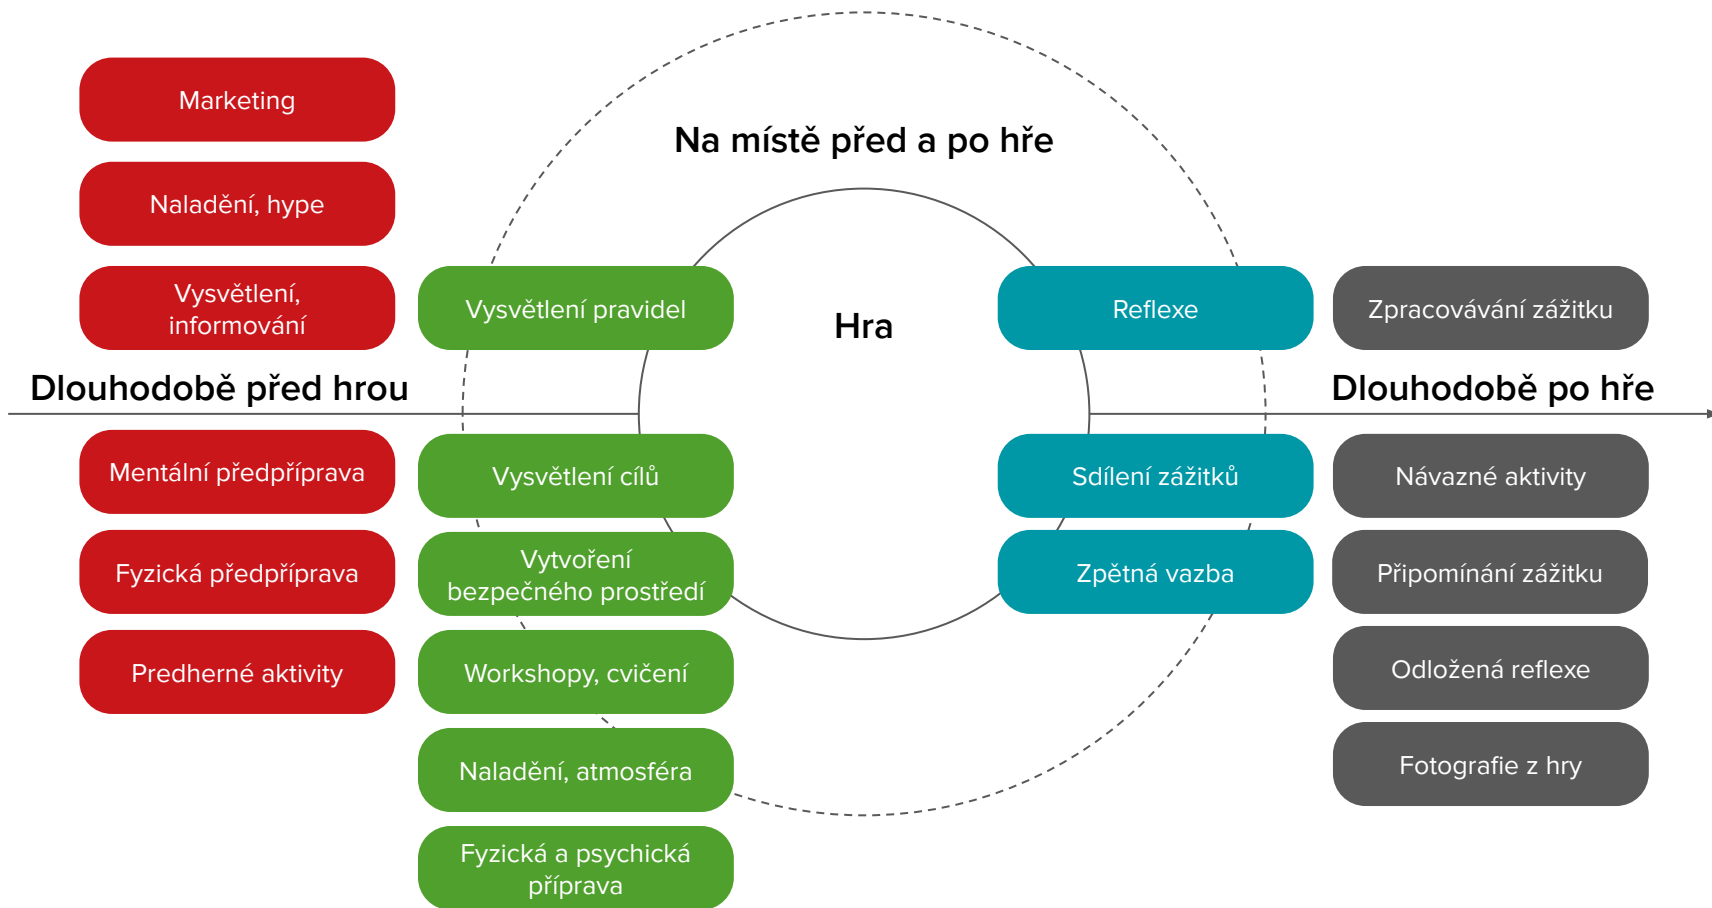 Marketing
Naladění, hype
Vysvětlení,
informování
Dlouhodobě před hrou
Mentální předpříprava
Fyzická předpříprava
Predherné aktivity
Na místě před a po hře
Vysvětlení pravidel
Vysvětlení cílů
Vytvoření
bezpečného prostředí
Workshopy, cvičení
Naladění, atmosféra
Fyzická a psychická
příprava
Hra
Reflexe
Sdílení zážitků
Zpětná vazba
Zpracovávání zážitku
Dlouhodobě po hře
Návazné aktivity
Připomínání zážitku
Odložená reflexe
Fotografie z hry